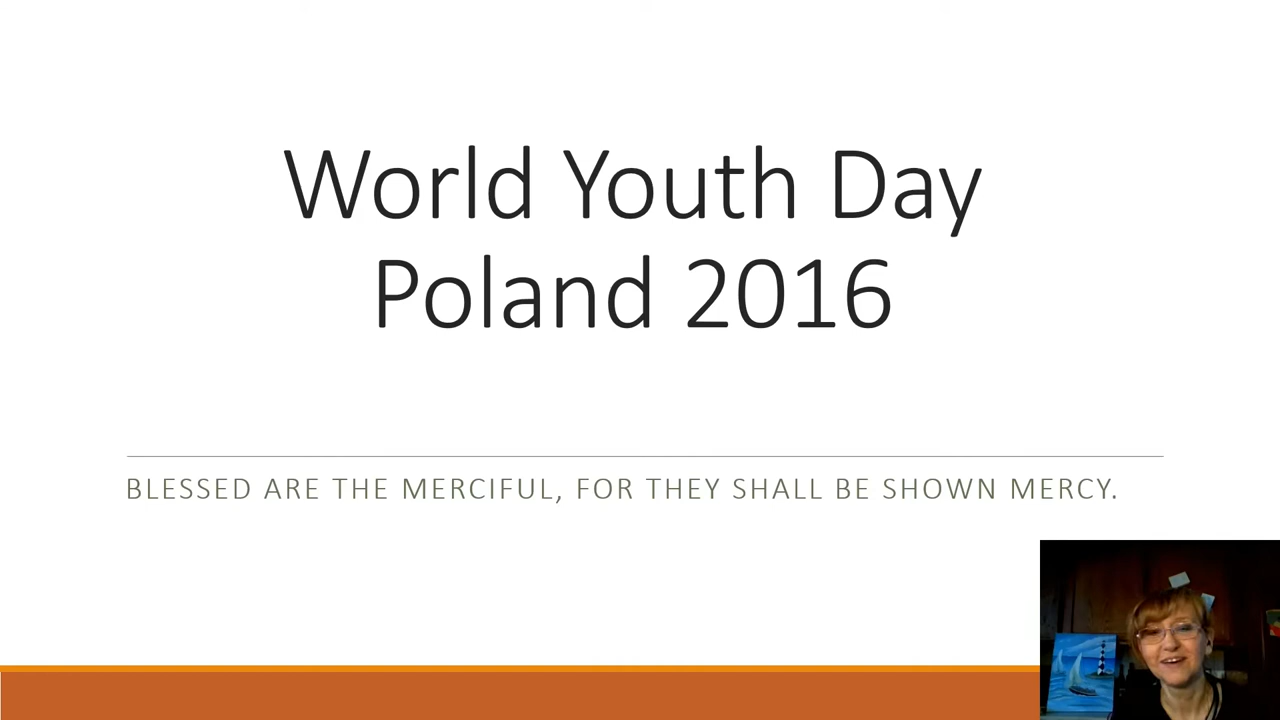 World Youth Day
Poland 2016
BLESSED ARE THE MERCIFUL, FOR THEY SHALL BE SHOWN MERCY.